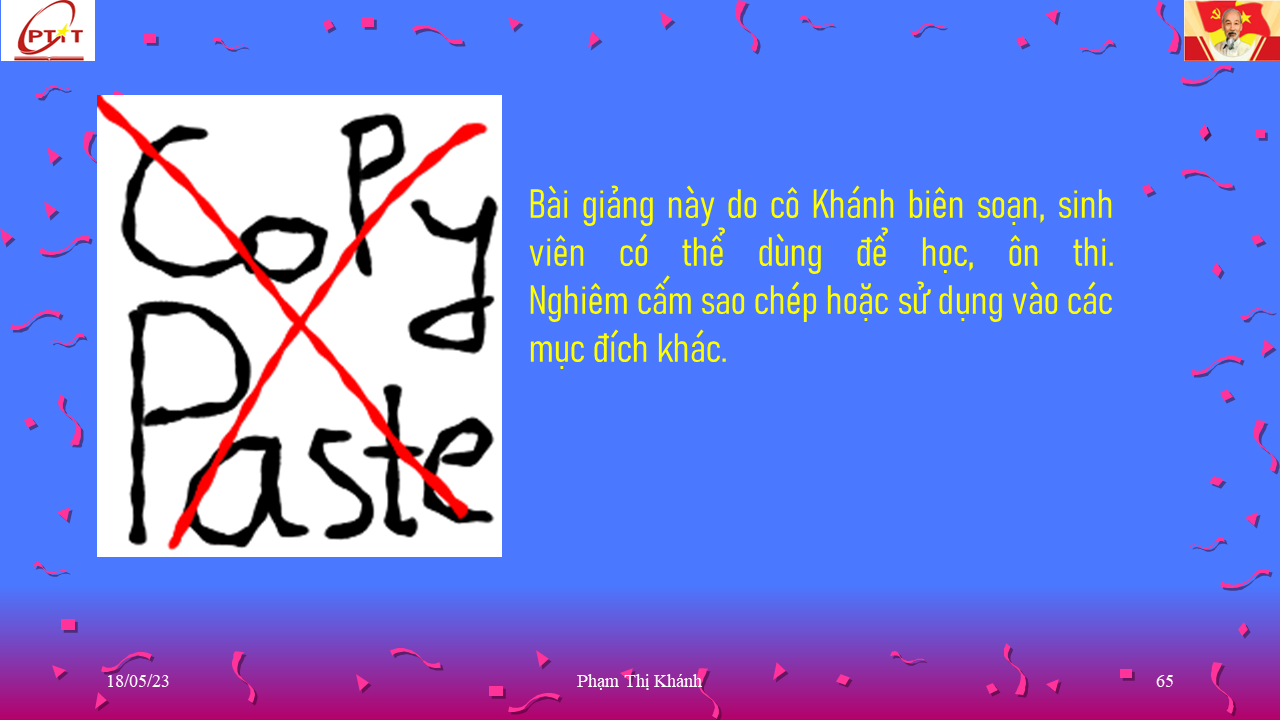 PTiT
Copy
Paste
Bài giảng này do cô Khánh biên soạn, sinh
viên có thể dùng để học, ôn thi.
Nghiêm cấm sao chép hoặc sử dụng vào các
mục đích khác.
18/05/23
Phạm Thị Khánh
65